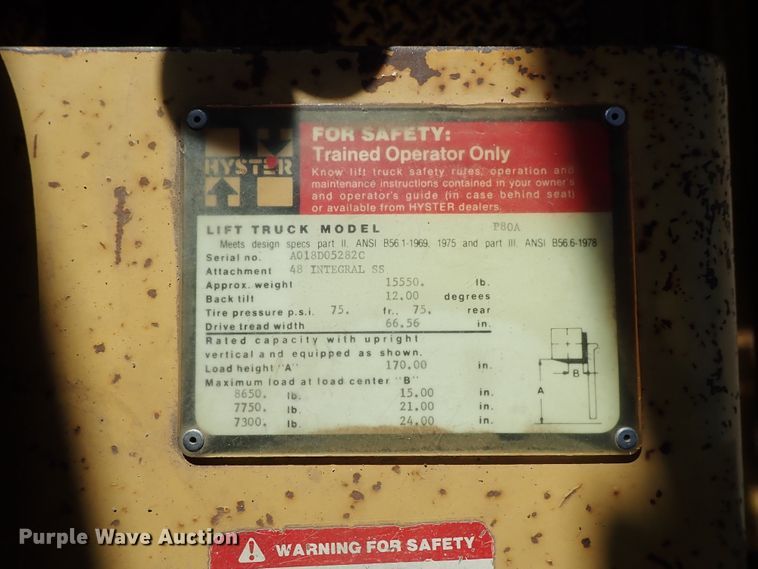 HYSTER
FOR SAFETY:
Trained Operator Only
Know lift truck safety rules, operation and
maintenance instructions contained in your owner's
and operator's guide (in case behind seat)
or available from HYSTER dealers.
LIFT TRUCK MODEL P80A
Meets design specs part II, ANSI B56.1-1969, 1975 and part III, ANSI B56.6-1978
Serial no. A018D05282C
Attachment 48 INTEGRAL SS
Approx. weight 15550. lb.
Back tilt 12.00 degrees
Tire pressure p.s.i. 75. fr., 75. rear
Drive tread width 66.56 in.
Rated capacity with upright
vertical and equipped as shown.
Load height "A" 170.00 in.
Maximum load at load center "B"
8650. lb. 15.00 in.
7750. lb. 21.00 in.
7300. lb. 24.00 in.
B
A
Purple Wave Auction
WARNING FOR SAFETY